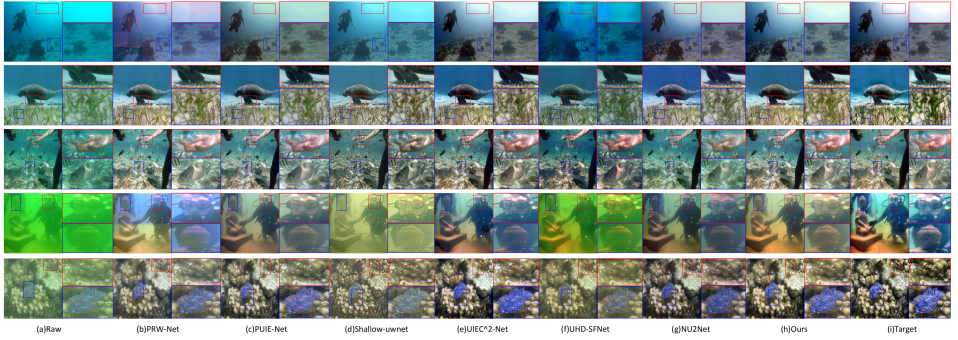 (a)Raw (b)PRW-Net (c)PUIE-Net (d)Shallow-uwnet (e)UIEC^2-Net (f)UHD-SFNet (g)NU2Net (h)Ours (i)Target